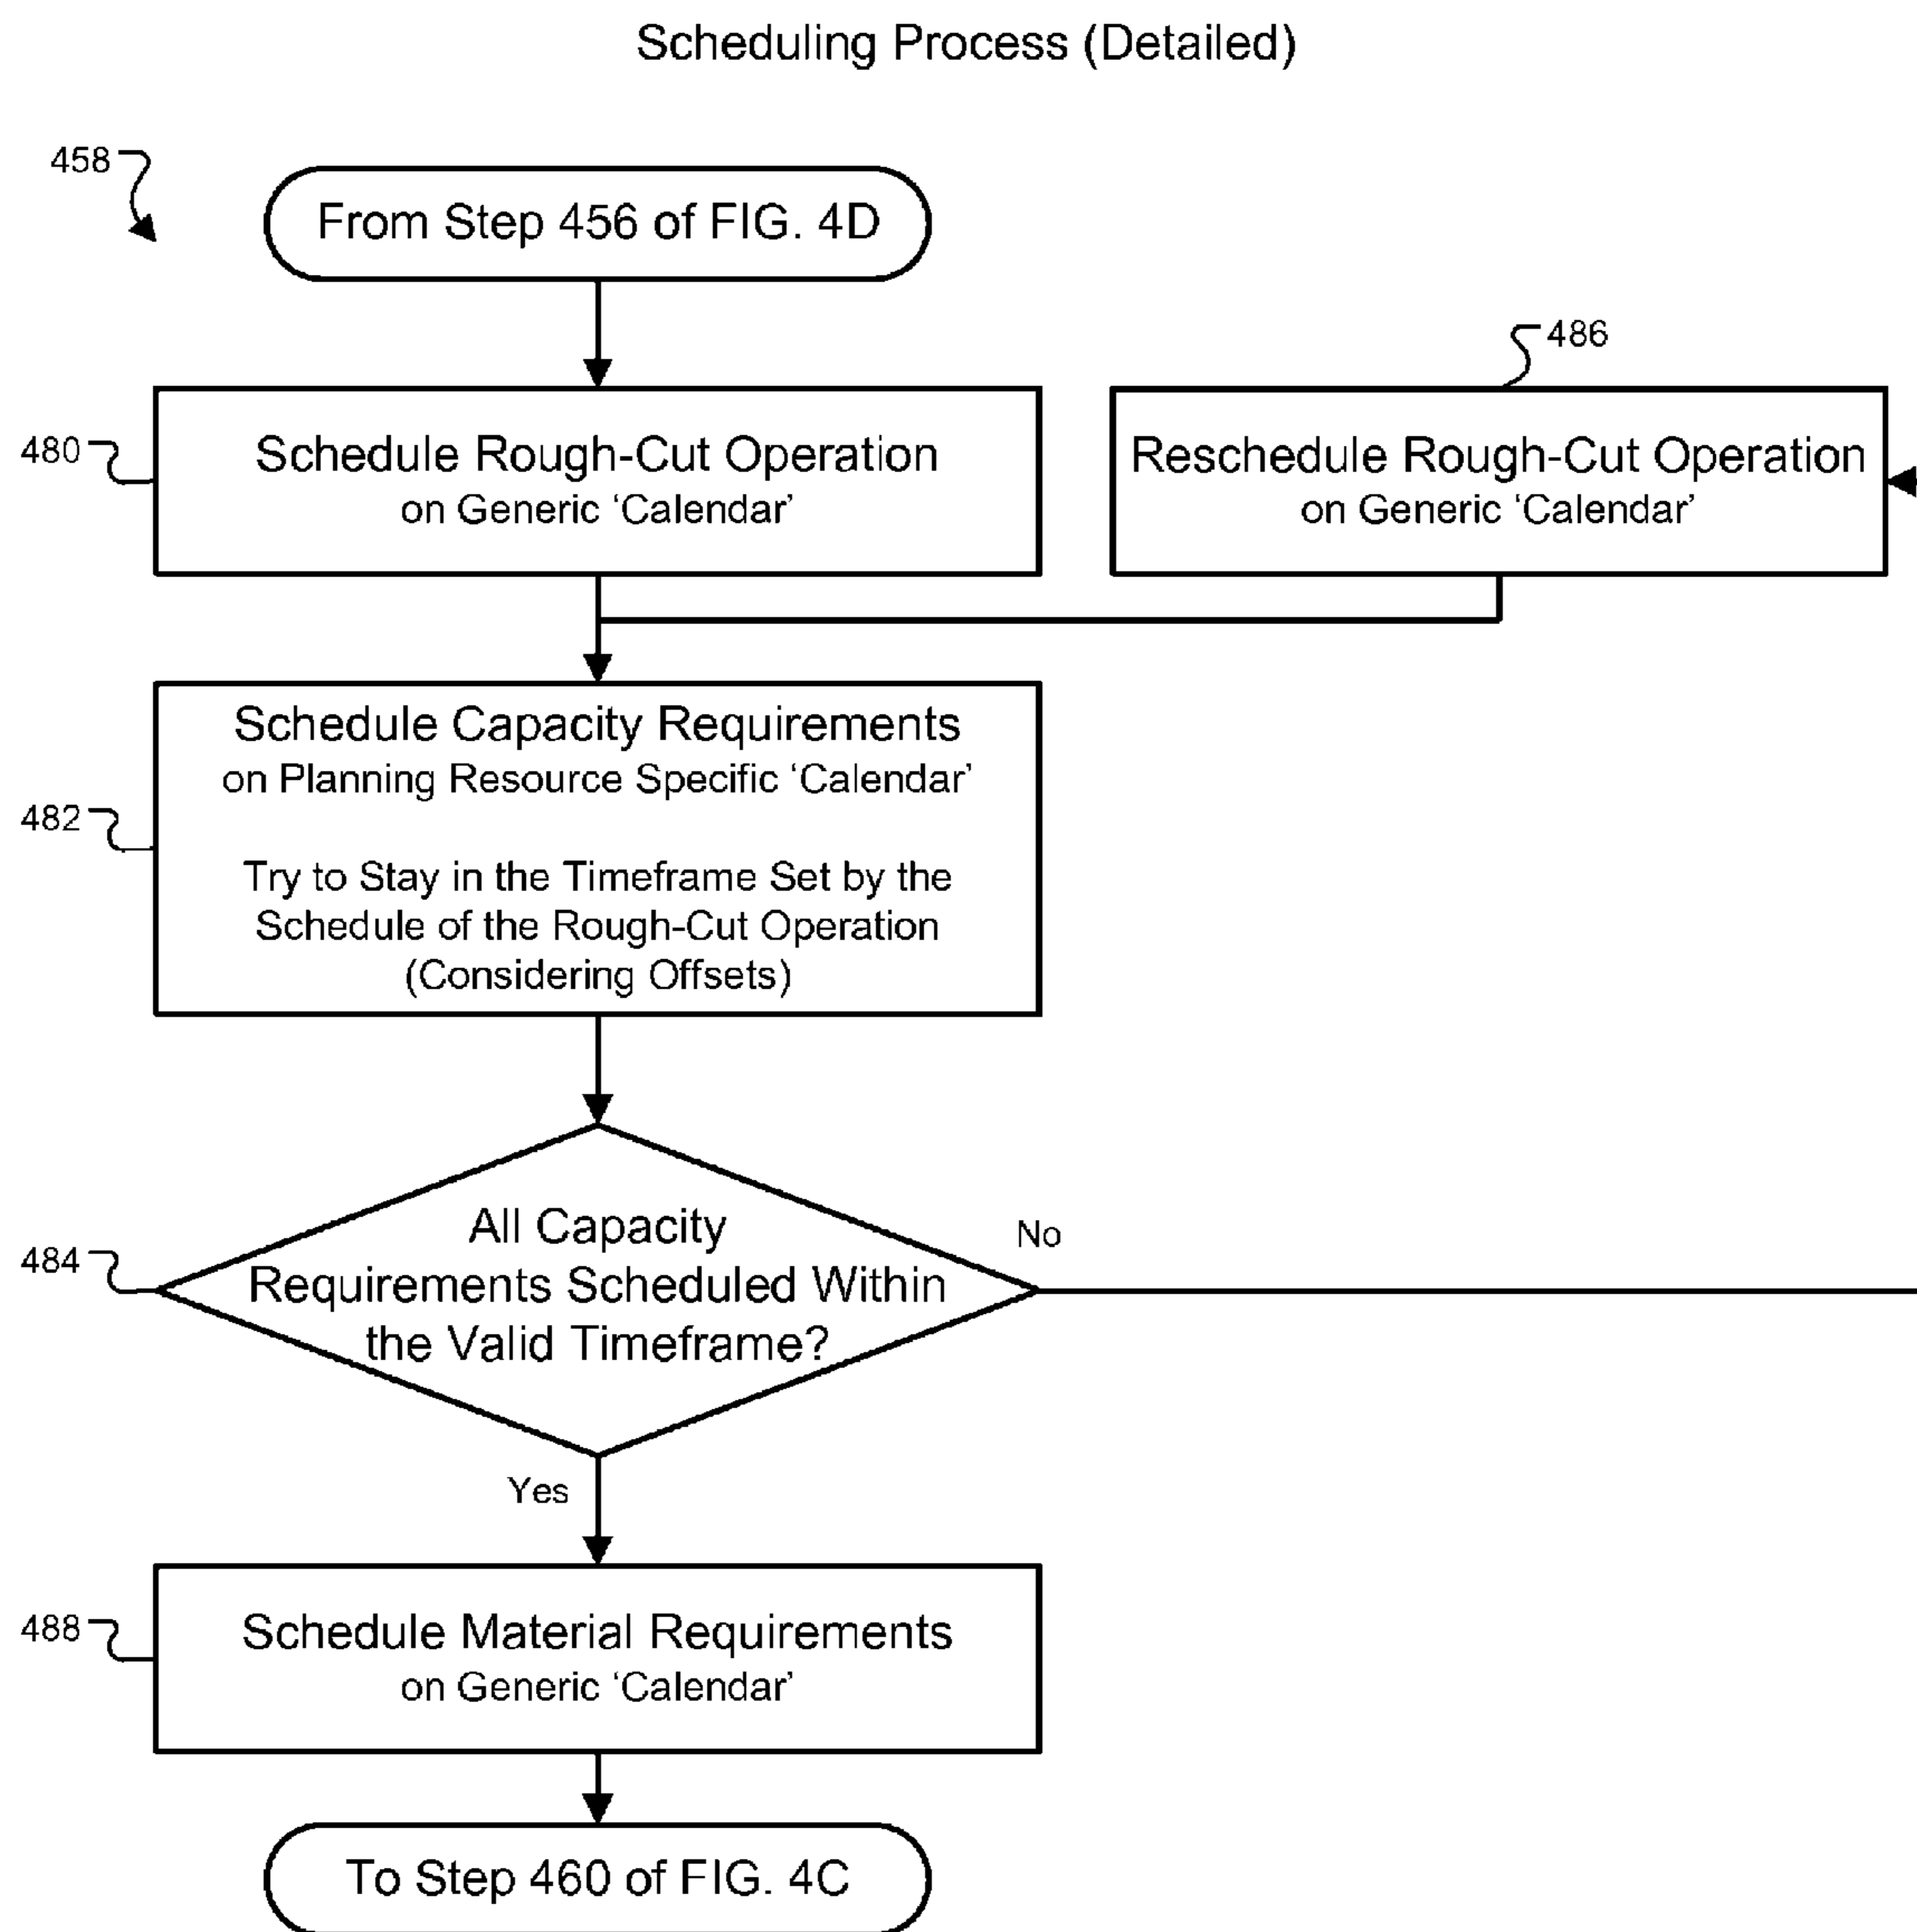 Scheduling Process (Detailed)
458
From Step 456 of FIG. 4D
486
480
Schedule Rough-Cut Operation
on Generic ‘Calendar’
Reschedule Rough-Cut Operation
on Generic ‘Calendar’
482
Schedule Capacity Requirements
on Planning Resource Specific ‘Calendar’
Try to Stay in the Timeframe Set by the
Schedule of the Rough-Cut Operation
(Considering Offsets)
484
All Capacity
Requirements Scheduled Within
the Valid Timeframe?
No
Yes
488
Schedule Material Requirements
on Generic ‘Calendar’
To Step 460 of FIG. 4C